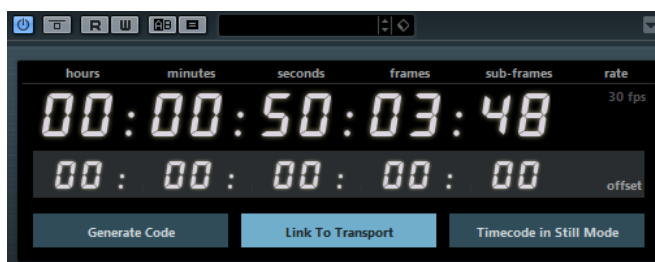 R W AB
hours minutes seconds frames sub-frames rate
00:00:50:03:48 30 fps
00: 00: 00: 00: 00 offset
Generate Code Link To Transport Timecode in Still Mode